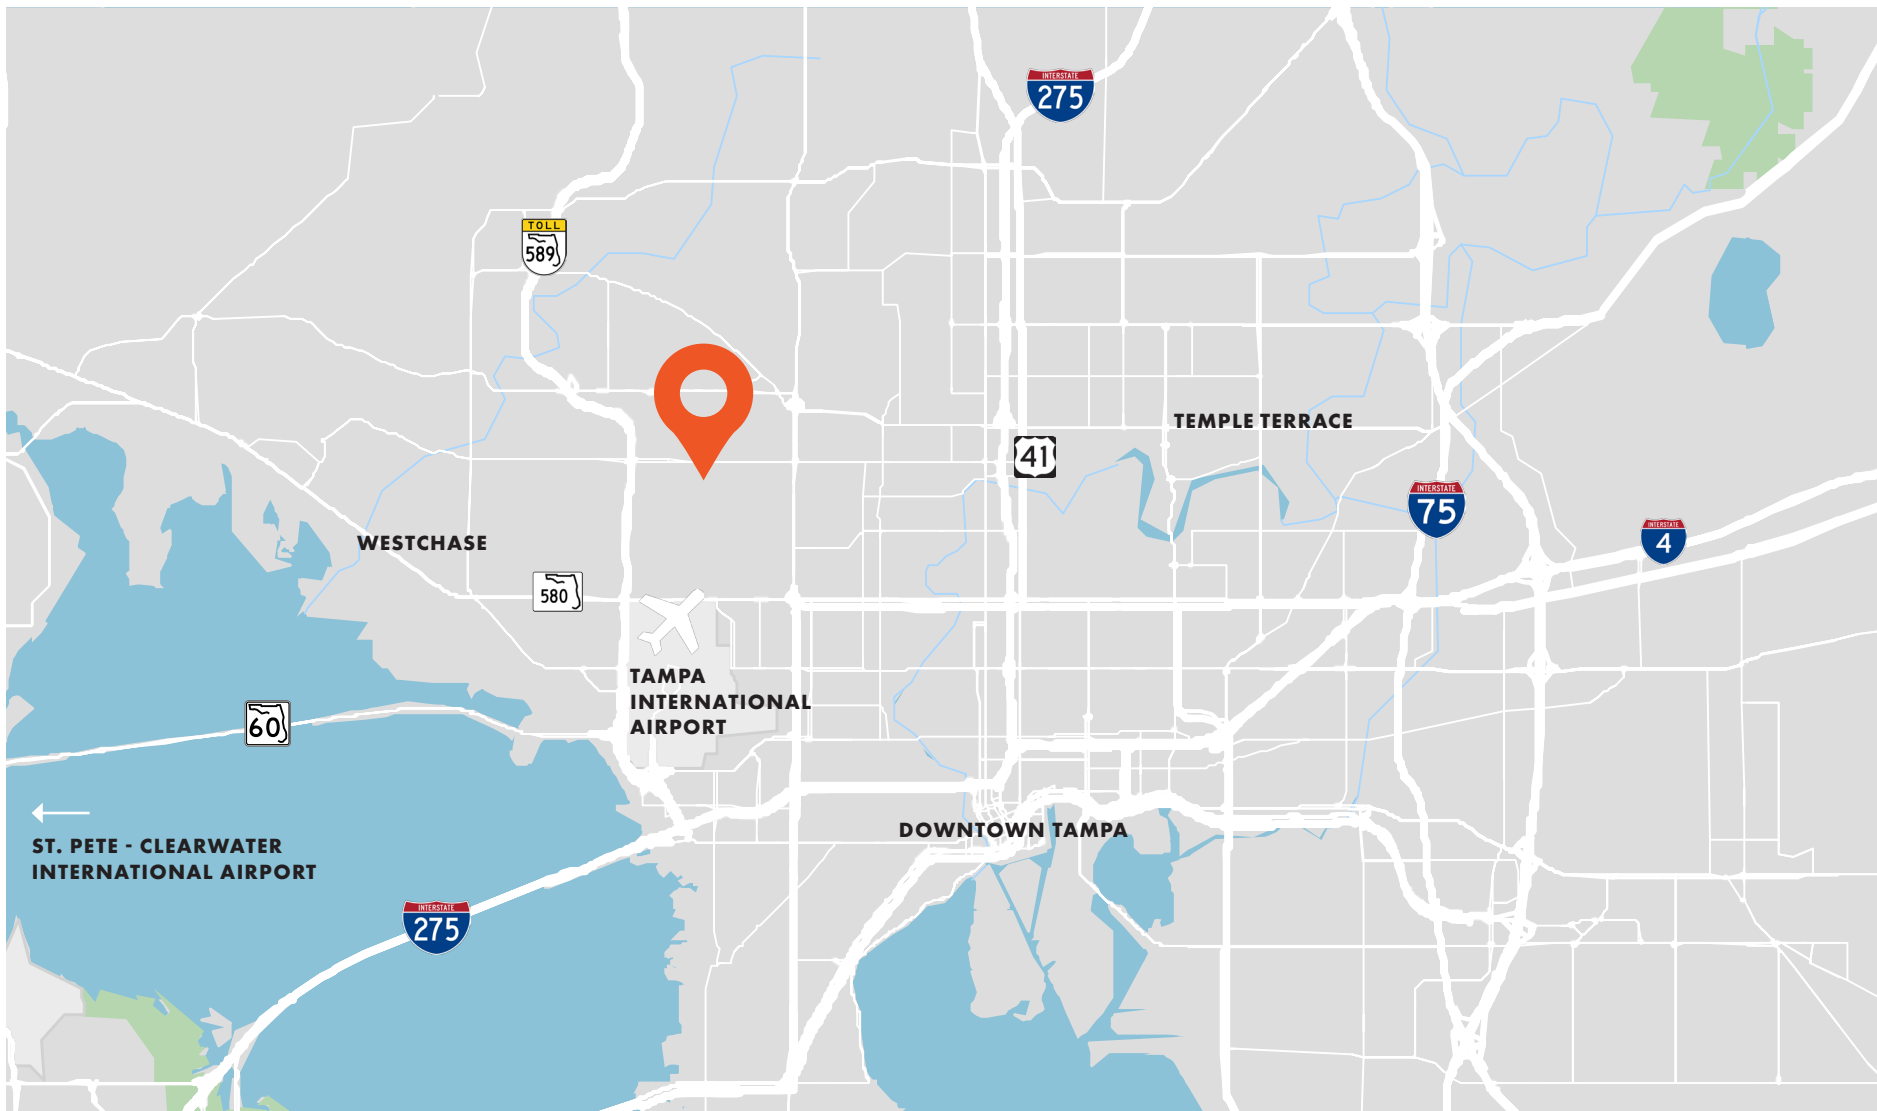 INTERSTATE
275
TOLL
589
TEMPLE TERRACE
41
INTERSTATE
75
INTERSTATE
4
WESTCHASE
580
TAMPA
INTERNATIONAL
AIRPORT
60
ST. PETE - CLEARWATER
INTERNATIONAL AIRPORT
DOWNTOWN TAMPA
INTERSTATE
275